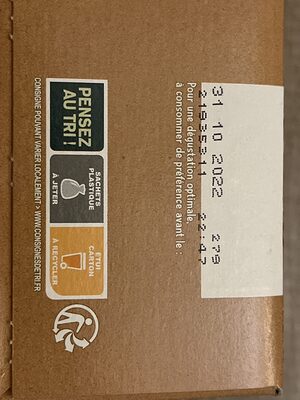 31 10 2022 279
21935311 22:47
Pour une dégustation optimale,
à consommer de préférence avant le :
PENSEZ
AU TRI !
SACHETS
PLASTIQUE
À JETER
ÉTUI
CARTON
À RECYCLER
CONSIGNE POUVANT VARIER LOCALEMENT > WWW.CONSIGNESDETRI.FR